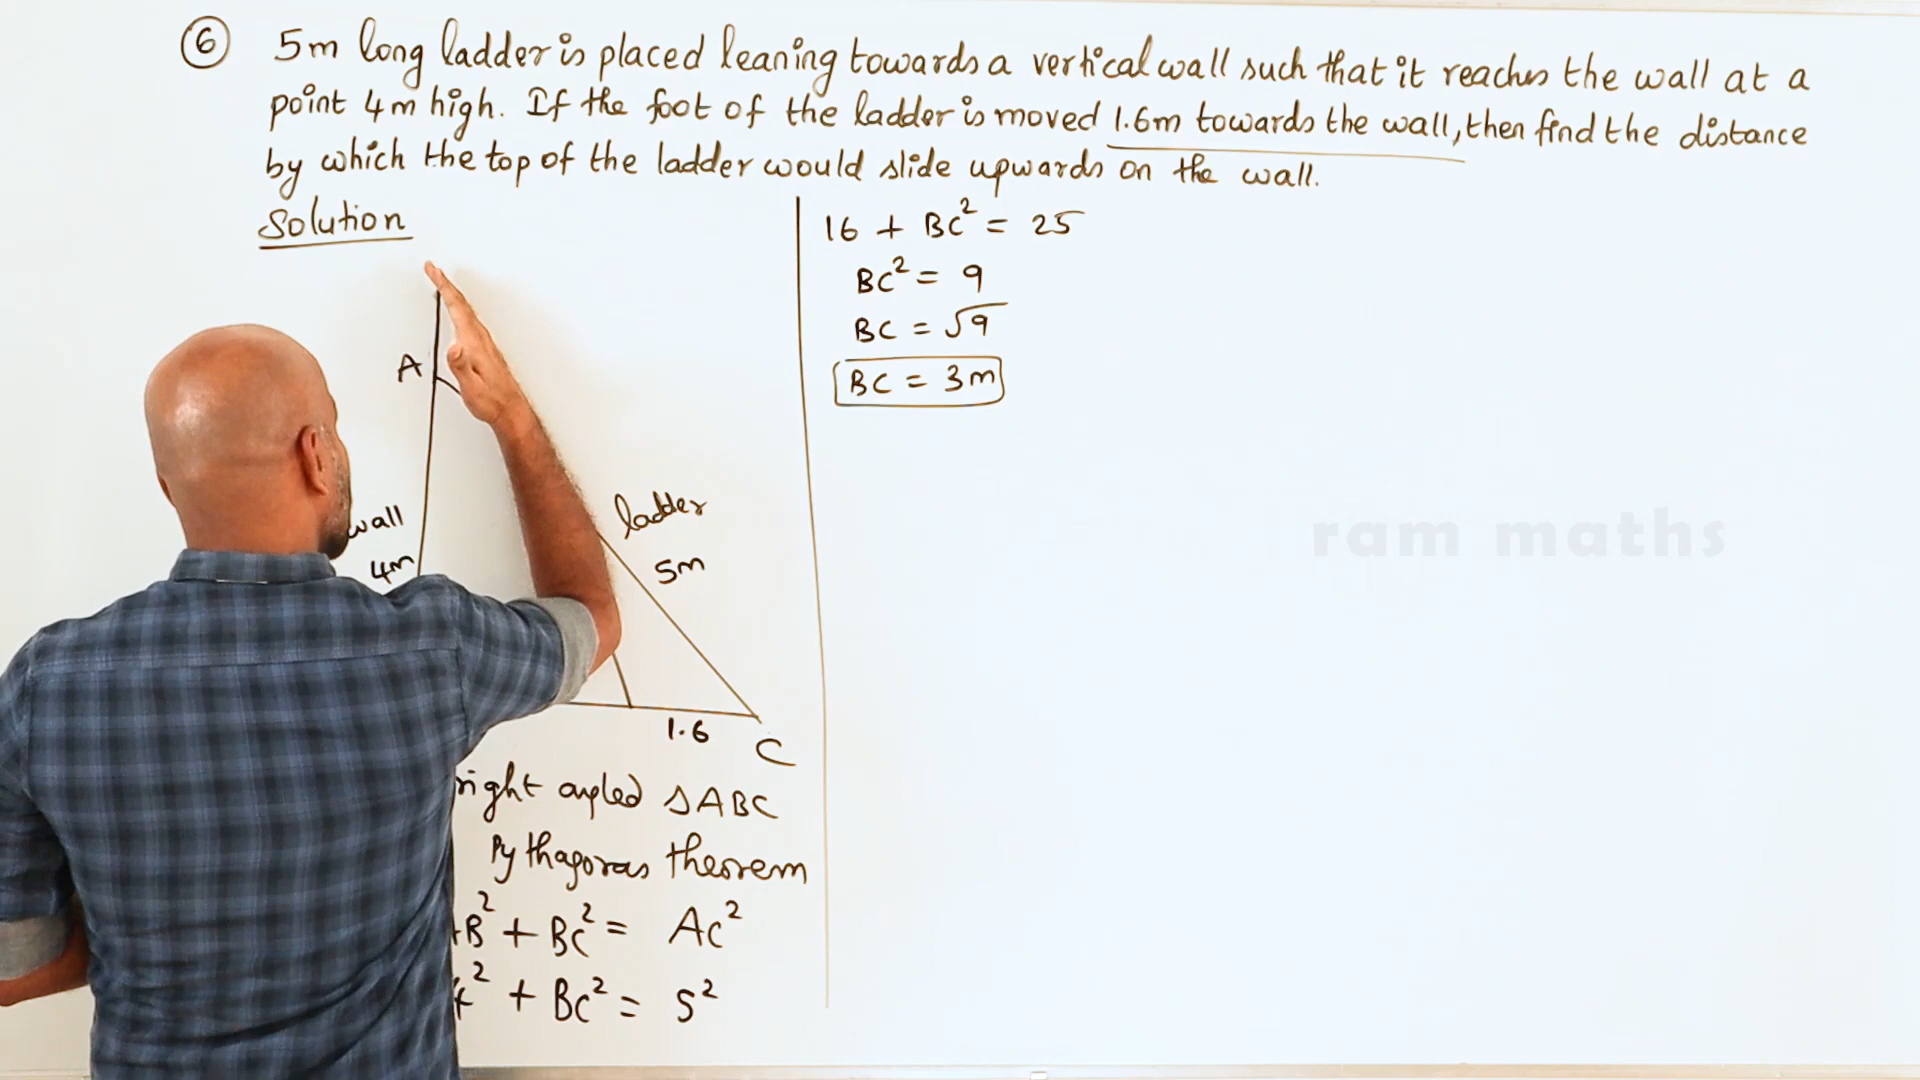 6 5m long ladder is placed leaning towards a vertical wall such that it reaches the wall at a
point 4m high. If the foot of the ladder is moved 1.6m towards the wall, then find the distance
by which the top of the ladder would slide upwards on the wall.
Solution
A
wall
4m
ladder
5m
1.6
C
right angled △ABC
Pythagoras theorem
B² + BC² = AC²
² + BC² = 5²
16 + BC² = 25
BC² = 9
BC = √9
BC = 3m
ram maths